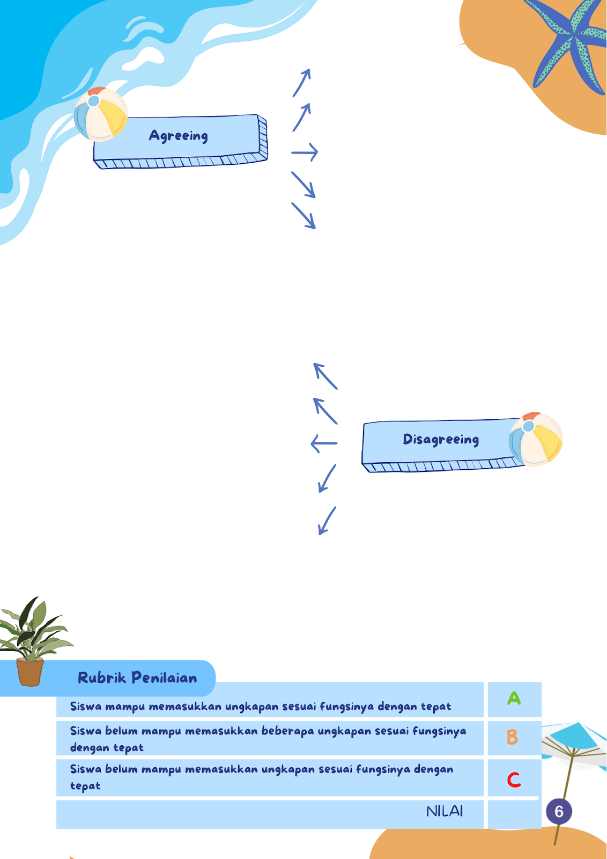 Agreeing
Disagreeing
Rubrik Penilaian
Siswa mampu memasukkan ungkapan sesuai fungsinya dengan tepat
A
Siswa belum mampu memasukkan beberapa ungkapan sesuai fungsinya
dengan tepat
B
Siswa belum mampu memasukkan ungkapan sesuai fungsinya dengan
tepat
C
NILAI
6